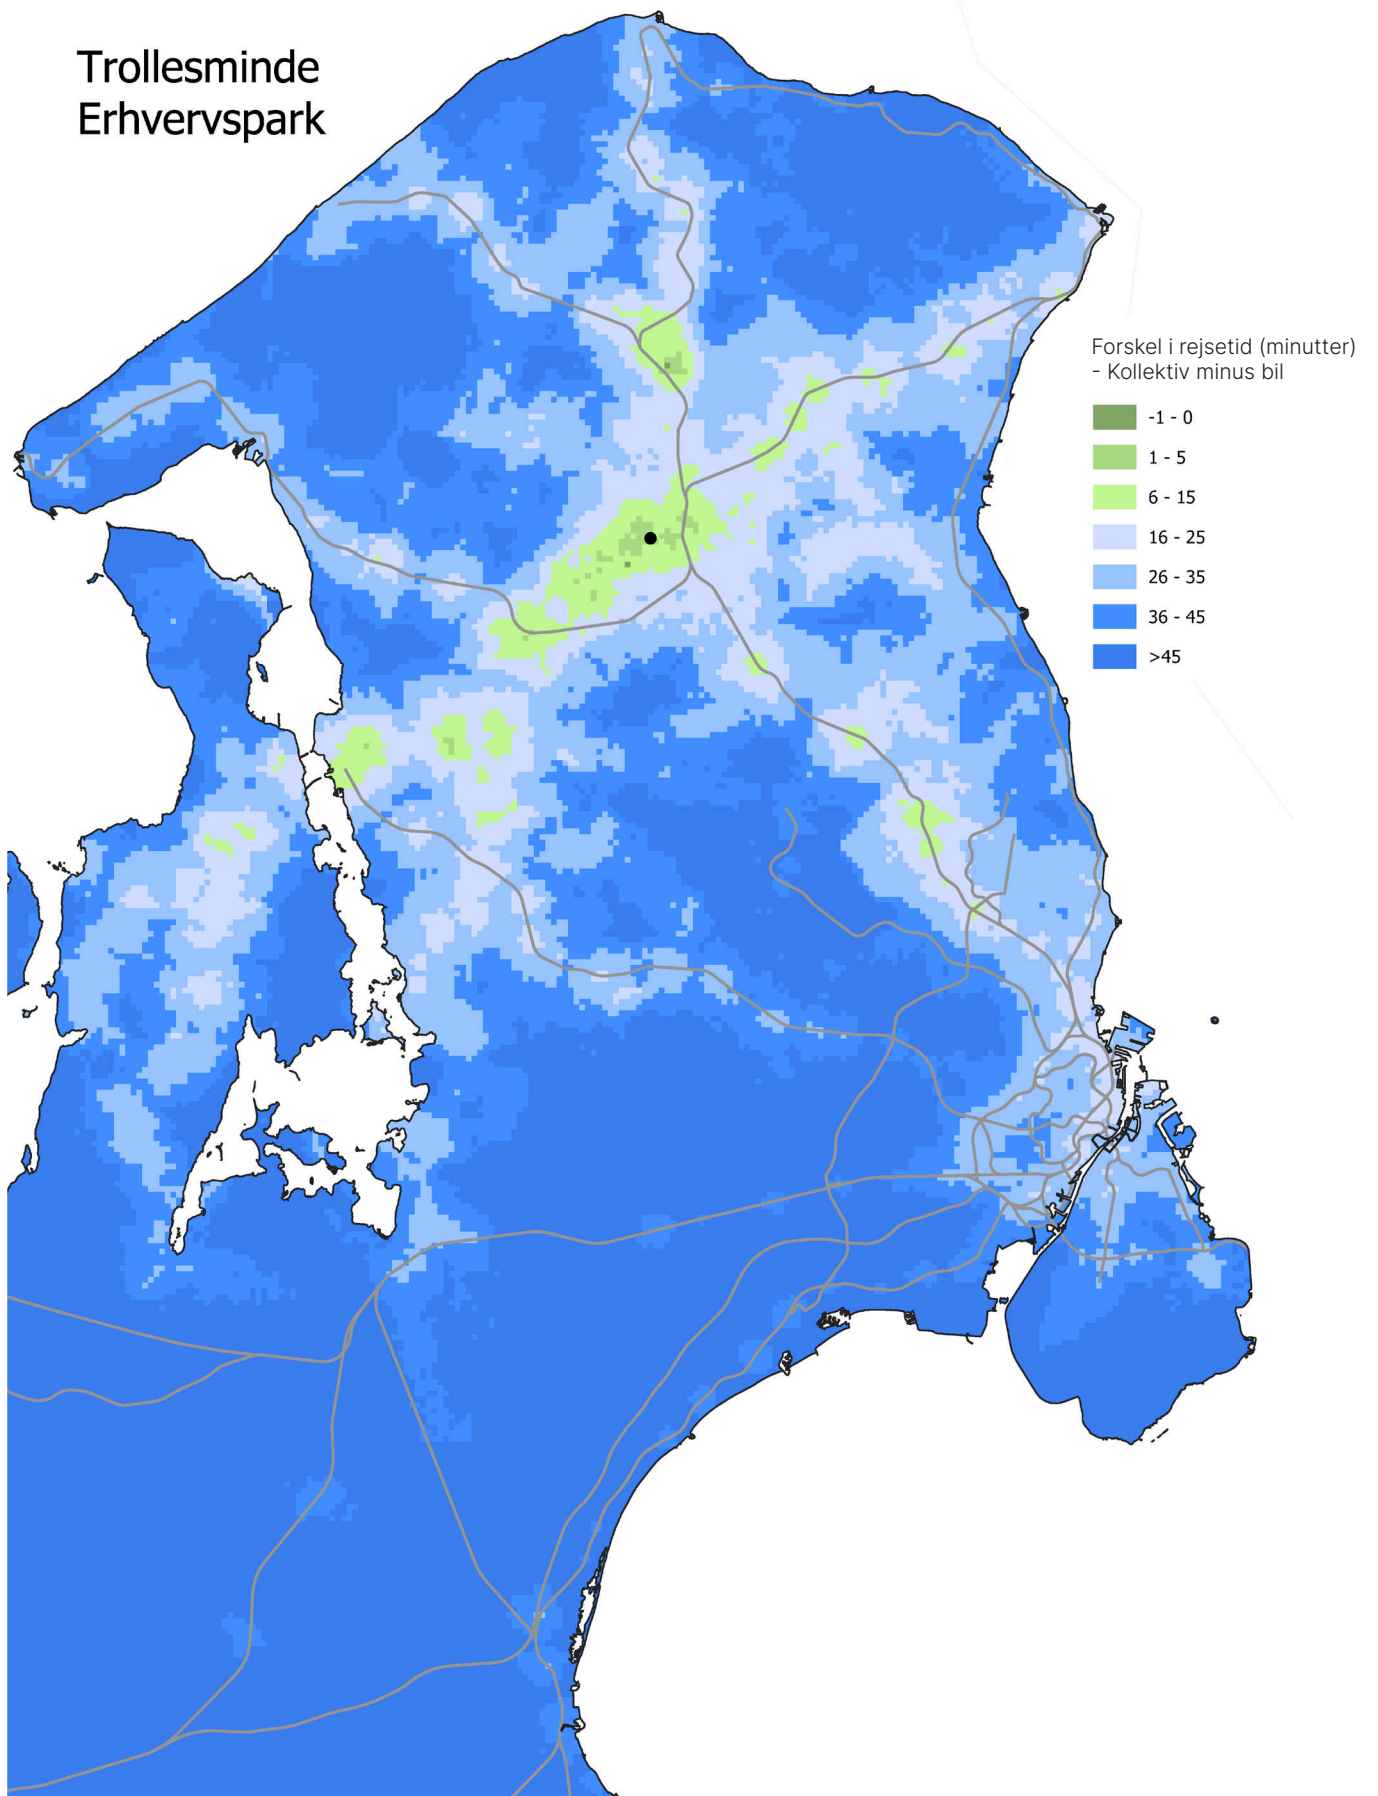 Trollesminde
Erhvervspark
Forskel i rejsetid (minutter)
- Kollektiv minus bil
-1 - 0
1 - 5
6 - 15
16 - 25
26 - 35
36 - 45
>45